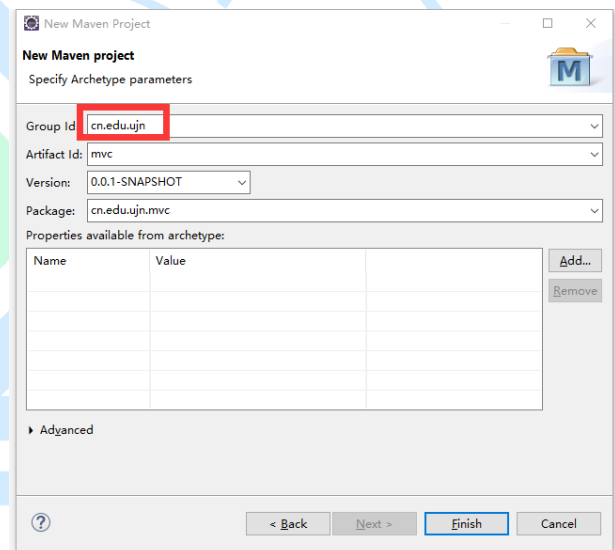 New Maven Project
New Maven project
Specify Archetype parameters
M
Group Id: cn.edu.ujn
Artifact Id: mvc
Version: 0.0.1-SNAPSHOT
Package: cn.edu.ujn.mvc
Properties available from archetype:
Name Value
Add...
Remove
Advanced
? < Back Next > Finish Cancel